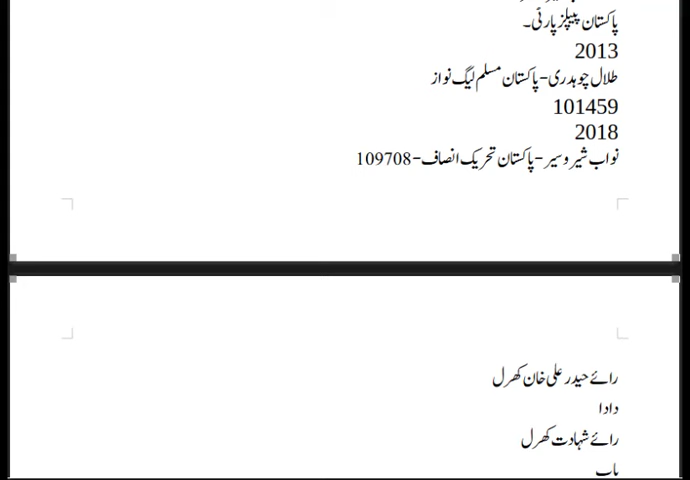 پاکستان پیپلز پارٹی۔
2013
طلال چوہدری-پاکستان مسلم لیگ نواز
101459
2018
نواب شیر وسیر -پاکستان تحریک انصاف-109708
رائے حیدر علی خان کھرل
دادا
رائے شہادت کھرل
باپ